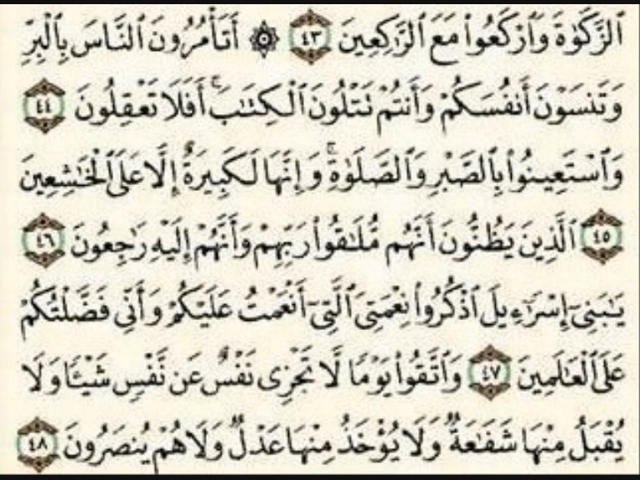 ٱلزَّكَوٰةَ وَٱرْكَعُوا۟ مَعَ ٱلرَّٰكِعِينَ ٤٣ ۞ أَتَأْمُرُونَ ٱلنَّاسَ بِٱلْبِرِّ
وَتَنسَوْنَ أَنفُسَكُمْ وَأَنتُمْ تَتْلُونَ ٱلْكِتَٰبَ ۚ أَفَلَا تَعْقِلُونَ ٤٤
وَٱسْتَعِينُوا۟ بِٱلصَّبْرِ وَٱلصَّلَوٰةِ ۚ وَإِنَّهَا لَكَبِيرَةٌ إِلَّا عَلَى ٱلْخَٰشِعِينَ
٤٥ ٱلَّذِينَ يَظُنُّونَ أَنَّهُم مُّلَٰقُوا۟ رَبِّهِمْ وَأَنَّهُمْ إِلَيْهِ رَٰجِعُونَ ٤٦
يَٰبَنِىٓ إِسْرَٰٓءِيلَ ٱذْكُرُوا۟ نِعْمَتِىَ ٱلَّتِىٓ أَنْعَمْتُ عَلَيْكُمْ وَأَنِّى فَضَّلْتُكُمْ
عَلَى ٱلْعَٰلَمِينَ ٤٧ وَٱتَّقُوا۟ يَوْمًا لَّا تَجْزِى نَفْسٌ عَن نَّفْسٍ شَيْـًٔا وَلَا
يُقْبَلُ مِنْهَا شَفَٰعَةٌ وَلَا يُؤْخَذُ مِنْهَا عَدْلٌ وَلَا هُمْ يُنصَرُونَ ٤٨